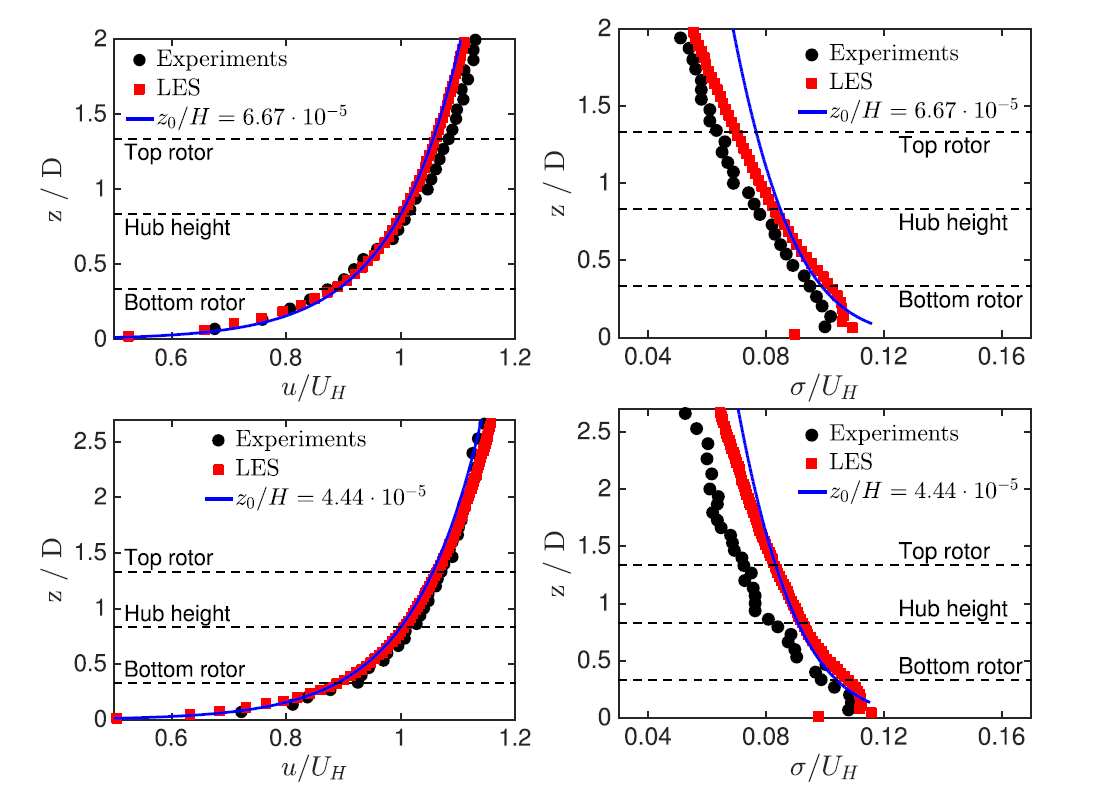 2
1.5
1
0.5
0
z / D
Experiments
LES
z₀/H = 6.67 · 10⁻⁵
Top rotor
Hub height
Bottom rotor
0.6 0.8 1 1.2
u/U_H
2
1.5
1
0.5
0
z / D
Experiments
LES
z₀/H = 6.67 · 10⁻⁵
Top rotor
Hub height
Bottom rotor
0.04 0.08 0.12 0.16
σ/U_H
2.5
2
1.5
1
0.5
0
z / D
Experiments
LES
z₀/H = 4.44 · 10⁻⁵
Top rotor
Hub height
Bottom rotor
0.6 0.8 1 1.2
u/U_H
2.5
2
1.5
1
0.5
0
z / D
Experiments
LES
z₀/H = 4.44 · 10⁻⁵
Top rotor
Hub height
Bottom rotor
0.04 0.08 0.12 0.16
σ/U_H